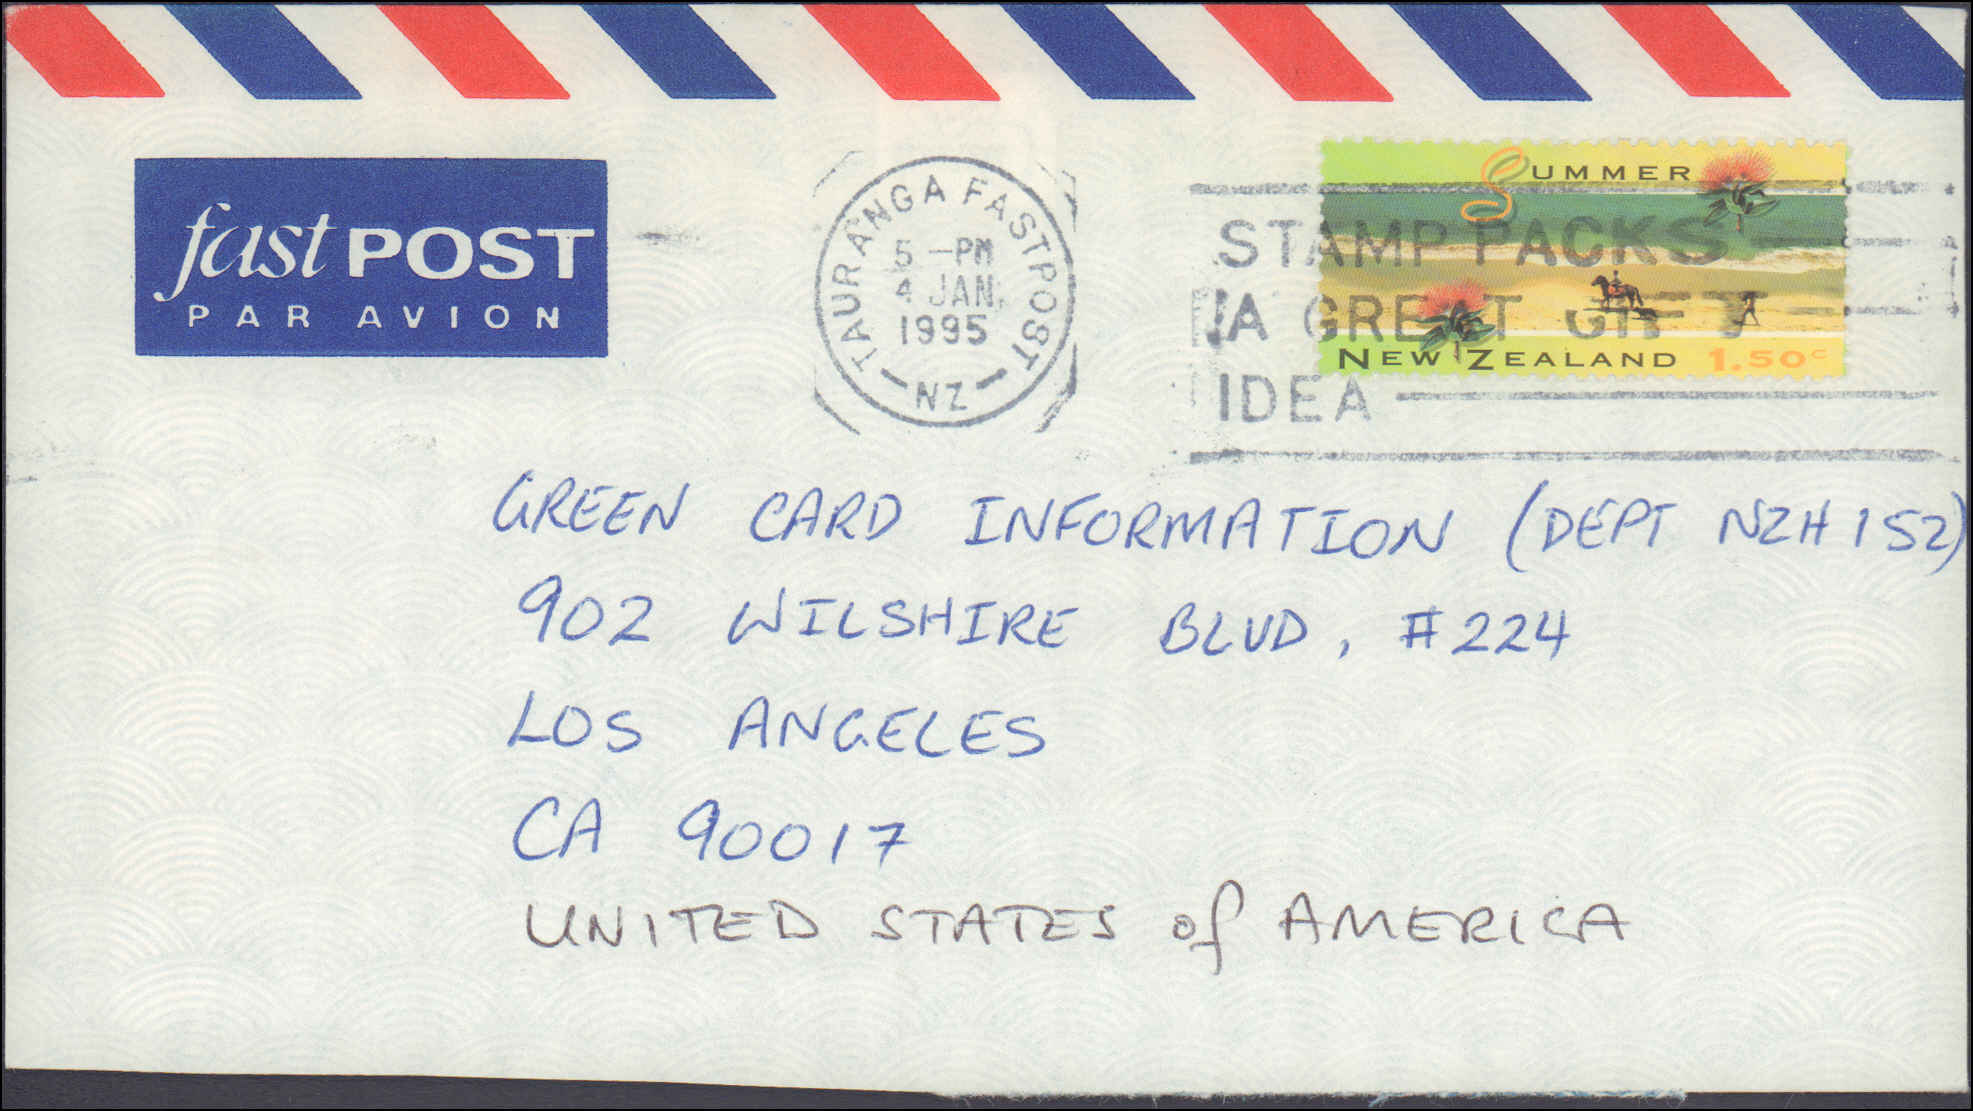 fast POST
PAR AVION
TAURANGA FASTPOST
5 -PM
4 JAN.
1995
NZ
STAMP PACKS
A GREAT GIFT
IDEA
SUMMER
NEW ZEALAND 1.50c
GREEN CARD INFORMATION (DEPT NZH 152)
902 WILSHIRE BLVD, #224
LOS ANGELES
CA 90017
UNITED STATES of AMERICA